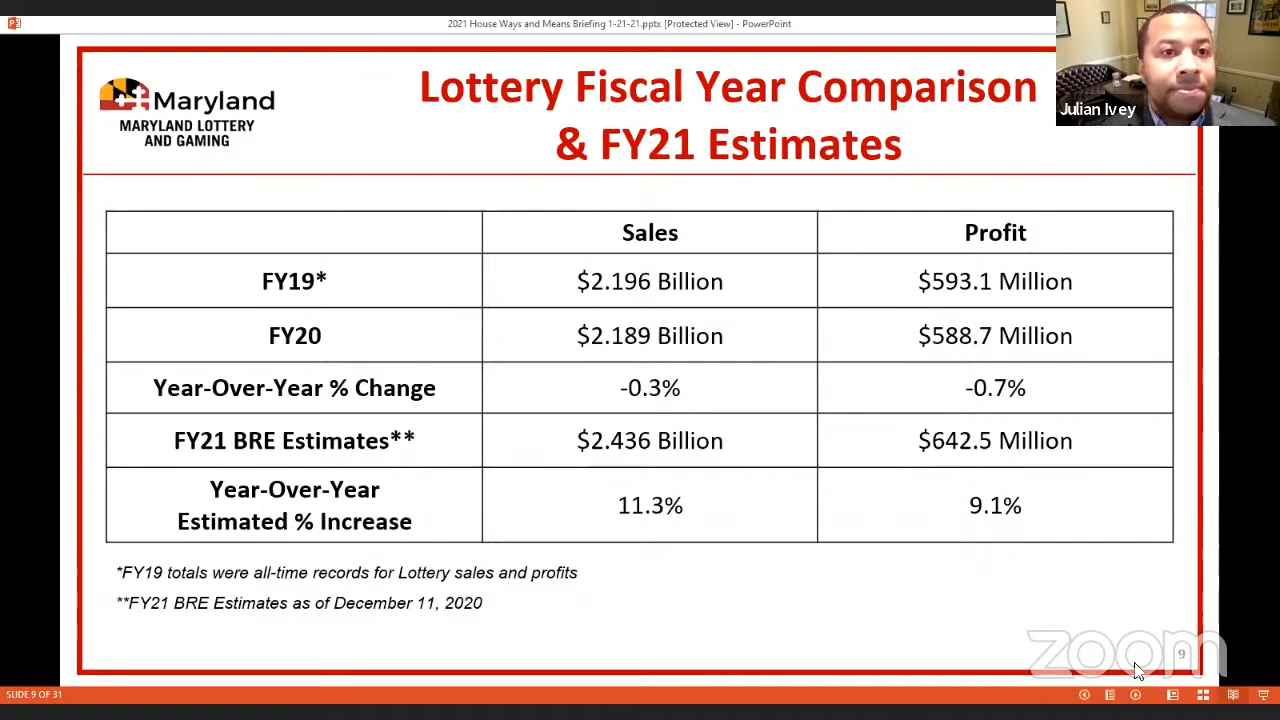 2021 House Ways and Means Briefing 1-21-21.pptx [Protected View] - PowerPoint
Julian Ivey
Maryland
MARYLAND LOTTERY
AND GAMING
Lottery Fiscal Year Comparison
& FY21 Estimates
Sales Profit
FY19* $2.196 Billion $593.1 Million
FY20 $2.189 Billion $588.7 Million
Year-Over-Year % Change -0.3% -0.7%
FY21 BRE Estimates** $2.436 Billion $642.5 Million
Year-Over-Year
Estimated % Increase 11.3% 9.1%
*FY19 totals were all-time records for Lottery sales and profits
**FY21 BRE Estimates as of December 11, 2020
zoom
9
SLIDE 9 OF 31